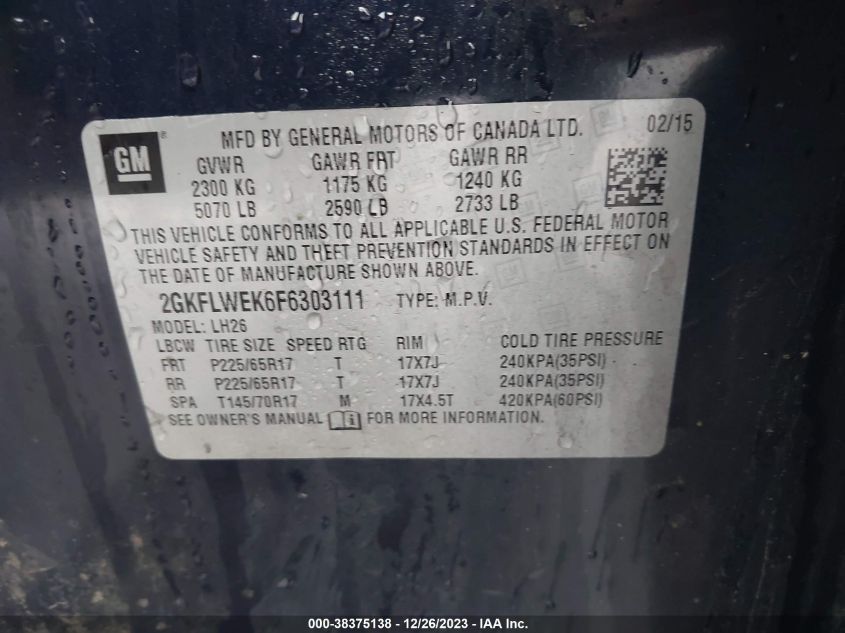 GM ® MFD BY GENERAL MOTORS OF CANADA LTD. 02/15
GVWR GAWR FRT GAWR RR
2300 KG 1175 KG 1240 KG
5070 LB 2590 LB 2733 LB
THIS VEHICLE CONFORMS TO ALL APPLICABLE U.S. FEDERAL MOTOR
VEHICLE SAFETY AND THEFT PREVENTION STANDARDS IN EFFECT ON
THE DATE OF MANUFACTURE SHOWN ABOVE.
2GKFLWEK6F6303111 TYPE: M.P.V.
MODEL: LH26
LBCW TIRE SIZE SPEED RTG RIM COLD TIRE PRESSURE
FRT P225/65R17 T 17X7J 240KPA(35PSI)
RR P225/65R17 T 17X7J 240KPA(35PSI)
SPA T145/70R17 M 17X4.5T 420KPA(60PSI)
SEE OWNER'S MANUAL FOR MORE INFORMATION.
000-38375138 - 12/26/2023 - IAA Inc.